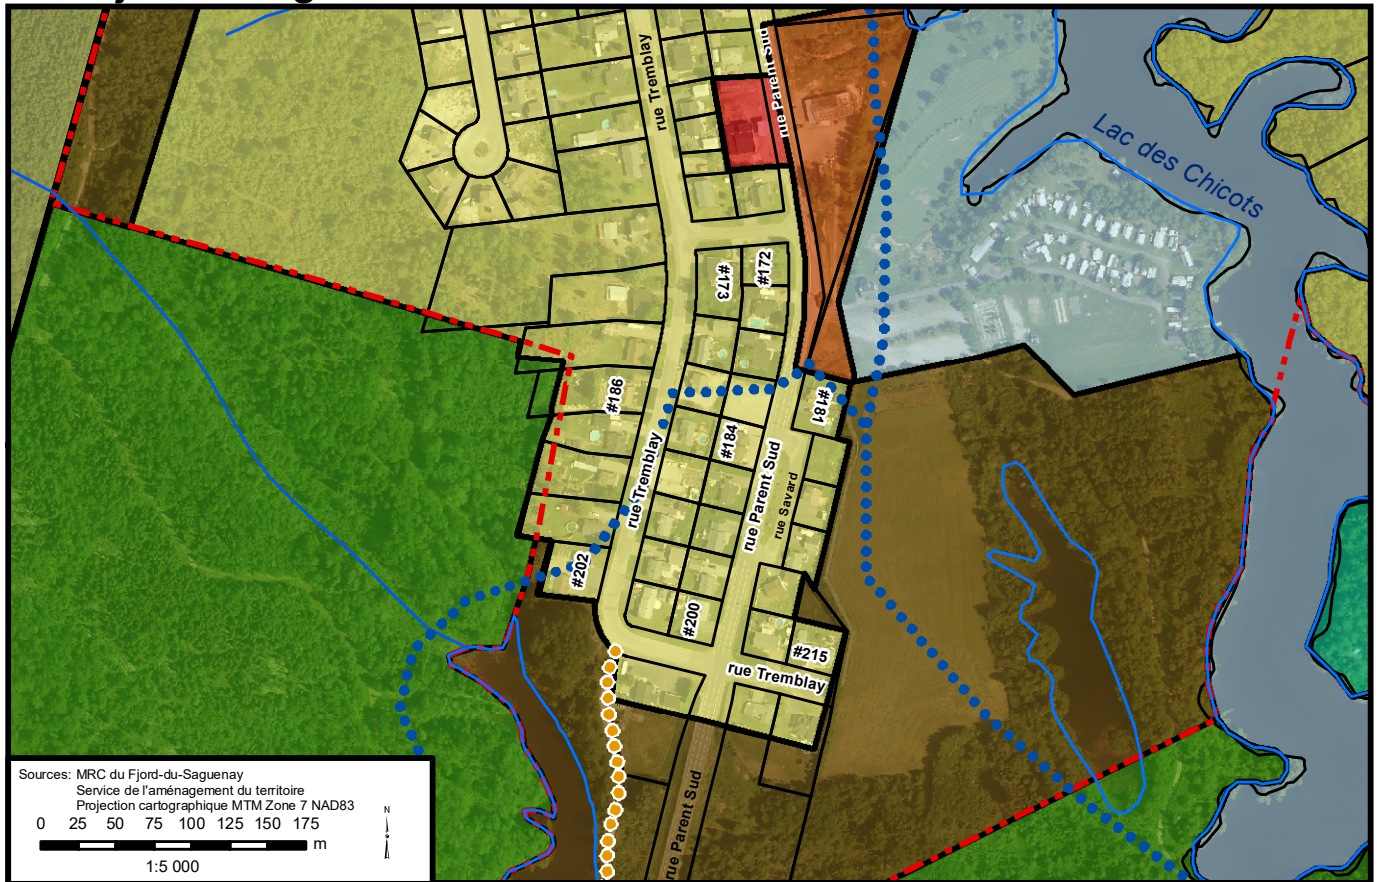 rue Tremblay
rue Parent Sud
Lac des Chicots
#173
#172
#186
#181
#184
rue Tremblay
rue Parent Sud
rue Savard
#202
#200
#215
rue Tremblay
rue Parent Sud
Sources: MRC du Fjord-du-Saguenay
Service de l'aménagement du territoire
Projection cartographique MTM Zone 7 NAD83
N
0 25 50 75 100 125 150 175
m
1:5 000